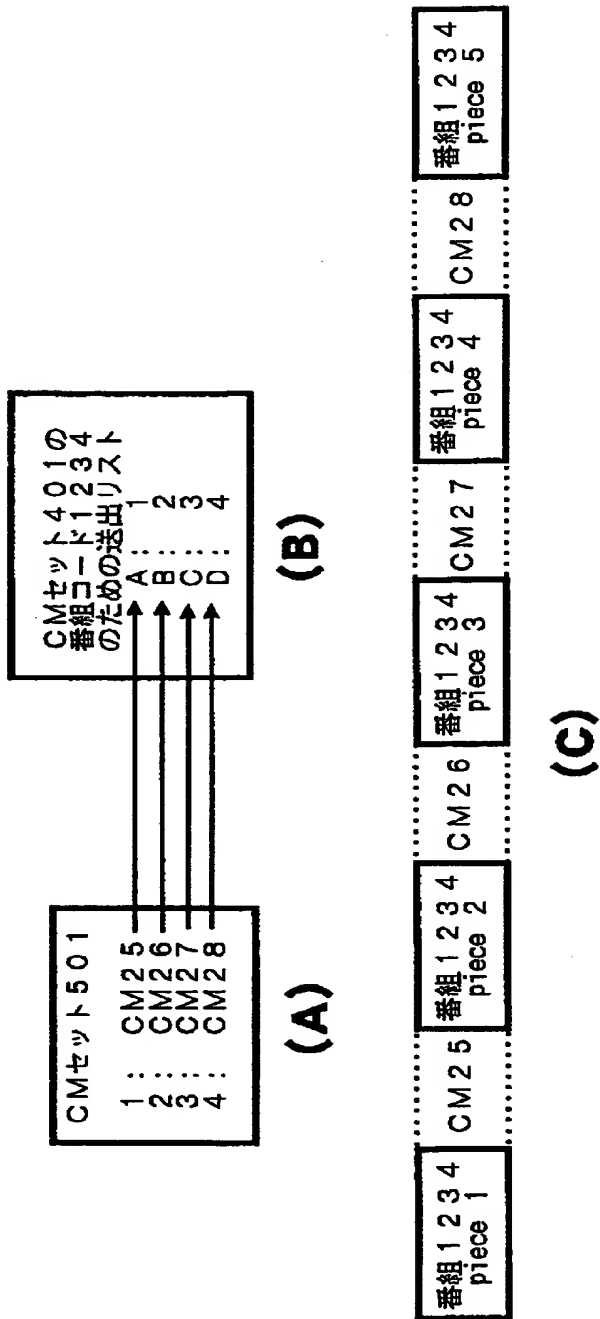 CMセット501
1: CM25
2: CM26
3: CM27
4: CM28
(A)
CMセット401の
番組コード1234
のための送出リスト
A: 1
B: 2
C: 3
D: 4
(B)
番組1234
piece 1
CM25
番組1234
piece 2
CM26
番組1234
piece 3
CM27
番組1234
piece 4
CM28
番組1234
piece 5
(C)